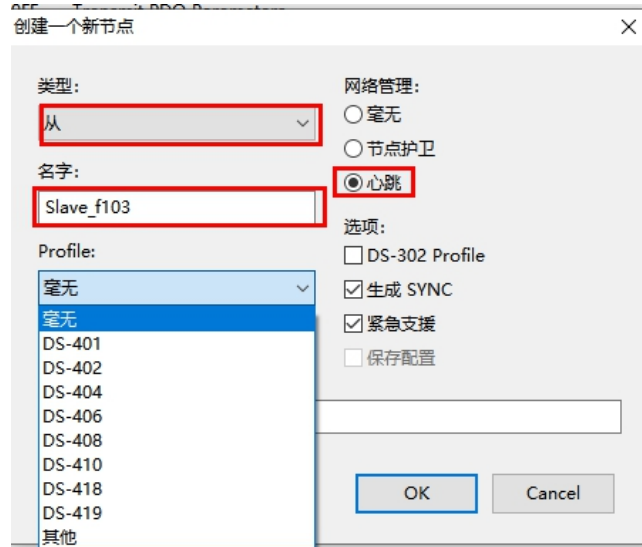 创建一个新节点
类型:
从
名字:
Slave_f103
Profile:
毫无
毫无
DS-401
DS-402
DS-404
DS-406
DS-408
DS-410
DS-418
DS-419
其他
网络管理:
毫无
节点护卫
心跳
选项:
DS-302 Profile
生成 SYNC
紧急支援
保存配置
OK
Cancel